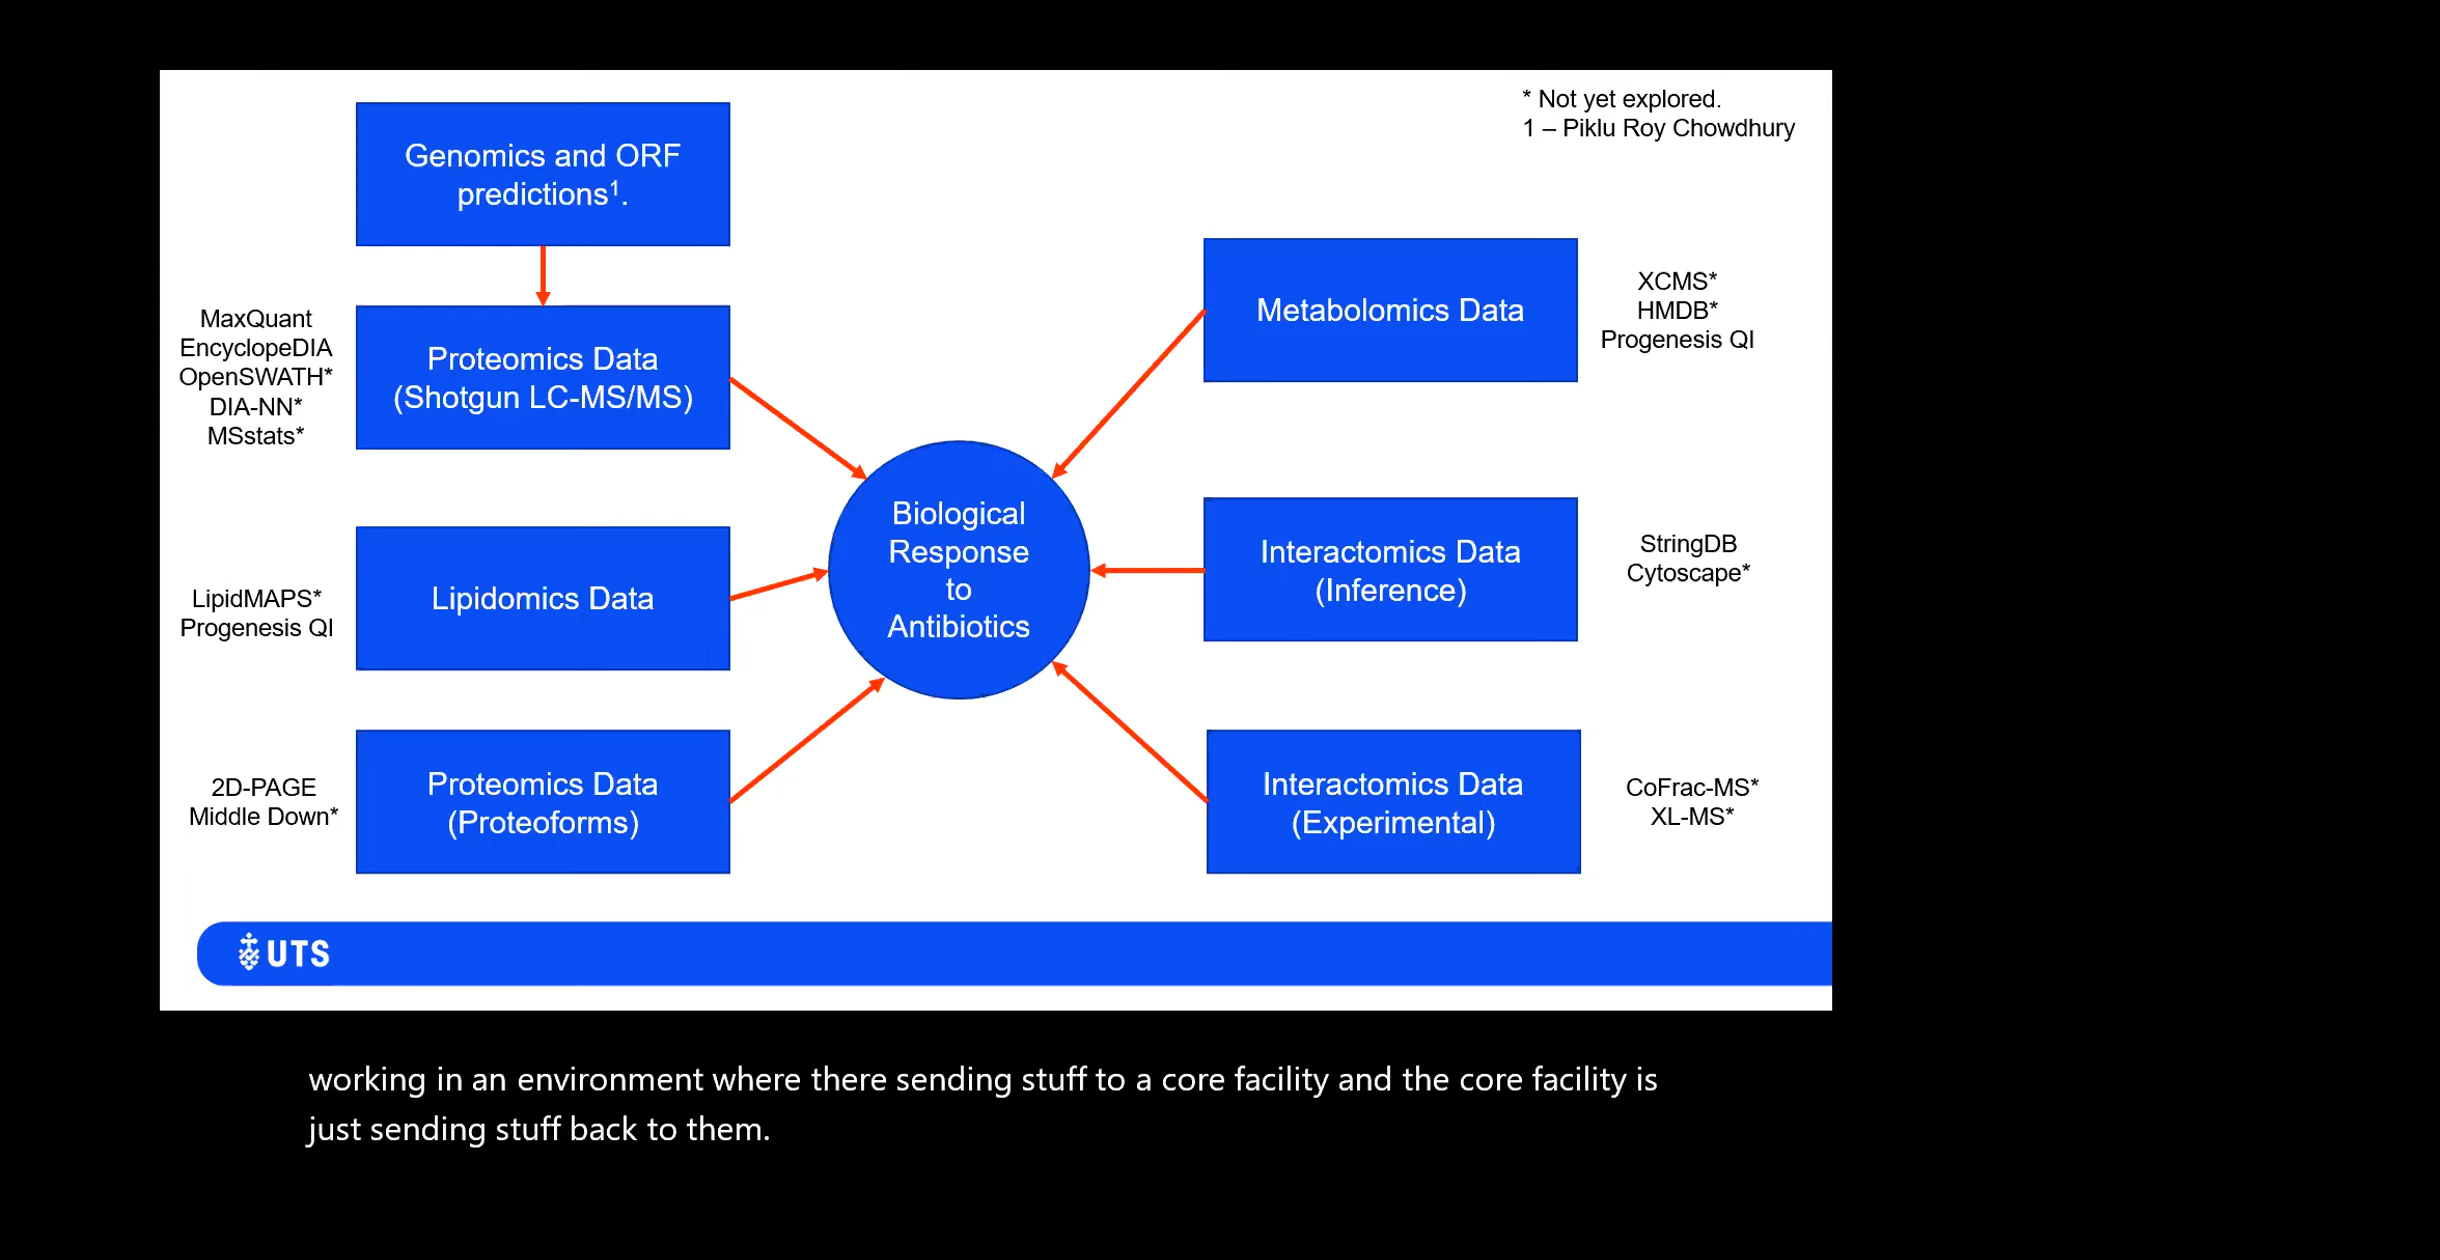 * Not yet explored.
1 – Piklu Roy Chowdhury
Genomics and ORF
predictions¹.
MaxQuant
EncyclopeDIA
OpenSWATH*
DIA-NN*
MSstats*
Proteomics Data
(Shotgun LC-MS/MS)
LipidMAPS*
Progenesis QI
Lipidomics Data
2D-PAGE
Middle Down*
Proteomics Data
(Proteoforms)
Biological
Response
to
Antibiotics
Metabolomics Data
XCMS*
HMDB*
Progenesis QI
Interactomics Data
(Inference)
StringDB
Cytoscape*
Interactomics Data
(Experimental)
CoFrac-MS*
XL-MS*
UTS
working in an environment where there sending stuff to a core facility and the core facility is
just sending stuff back to them.